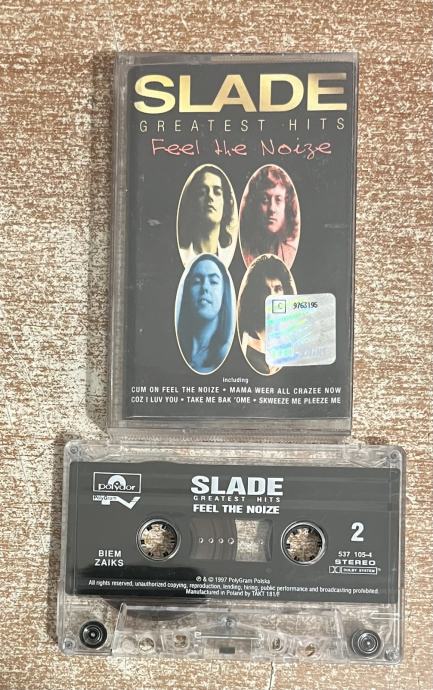 SLADE
GREATEST HITS
Feel the Noize
C 9763195
including
CUM ON FEEL THE NOIZE • MAMA WEER ALL CRAZEE NOW
COZ I LUV YOU • TAKE ME BAK 'OME • SKWEEZE ME PLEEZE ME
polydor
PolyGram
SLADE
GREATEST HITS
FEEL THE NOIZE
2
BIEM
ZAIKS
537 105-4
STEREO
DOLBY SYSTEM
℗ & © 1997 PolyGram Polska
All rights reserved, unauthorized copying, reproduction, lending, hiring, public performance and broadcasting prohibited.
Manufactured in Poland by TAKT